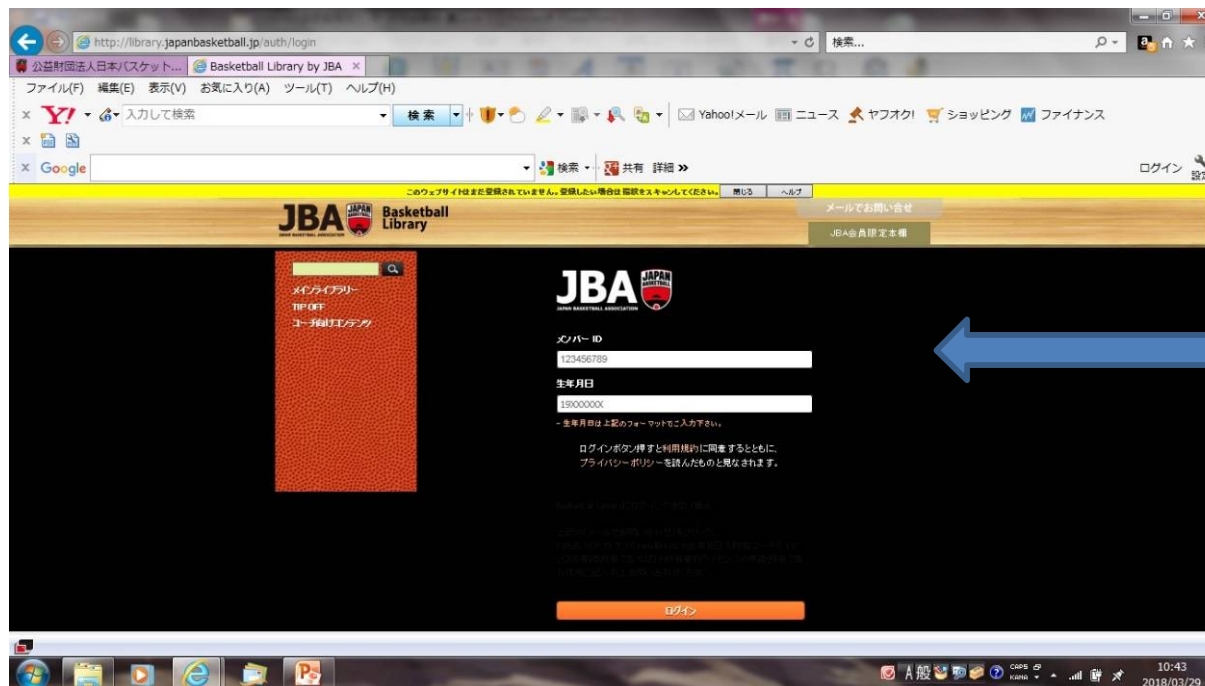 http://library.japanbasketball.jp/auth/login
検索...
公益財団法人日本バスケット...
Basketball Library by JBA
ファイル(F) 編集(E) 表示(V) お気に入り(A) ツール(T) ヘルプ(H)
Y! 入力して検索 検索 Yahoo!メール ニュース ヤフオク! ショッピング ファイナンス
Google 検索 共有 詳細 » ログイン
このウェブサイトはまだ登録されていません。登録したい場合は指紋をスキャンしてください。 閉じる ヘルプ
JBA JAPAN Basketball Library
JAPAN BASKETBALL ASSOCIATION
メールでお問い合せ
JBA会員限定本棚
メインライブラリー
TIP OFF
コーチ向けコンテンツ
JBA JAPAN
JAPAN BASKETBALL ASSOCIATION
メンバー ID
123456789
生年月日
19XXXXXX
- 生年月日は上記のフォーマットでご入力下さい。
ログインボタン押すと利用規約に同意するとともに、
プライバシーポリシーを読んだものと見なされます。
ログイン
A 般 CAPS KANA 10:43
2018/03/29